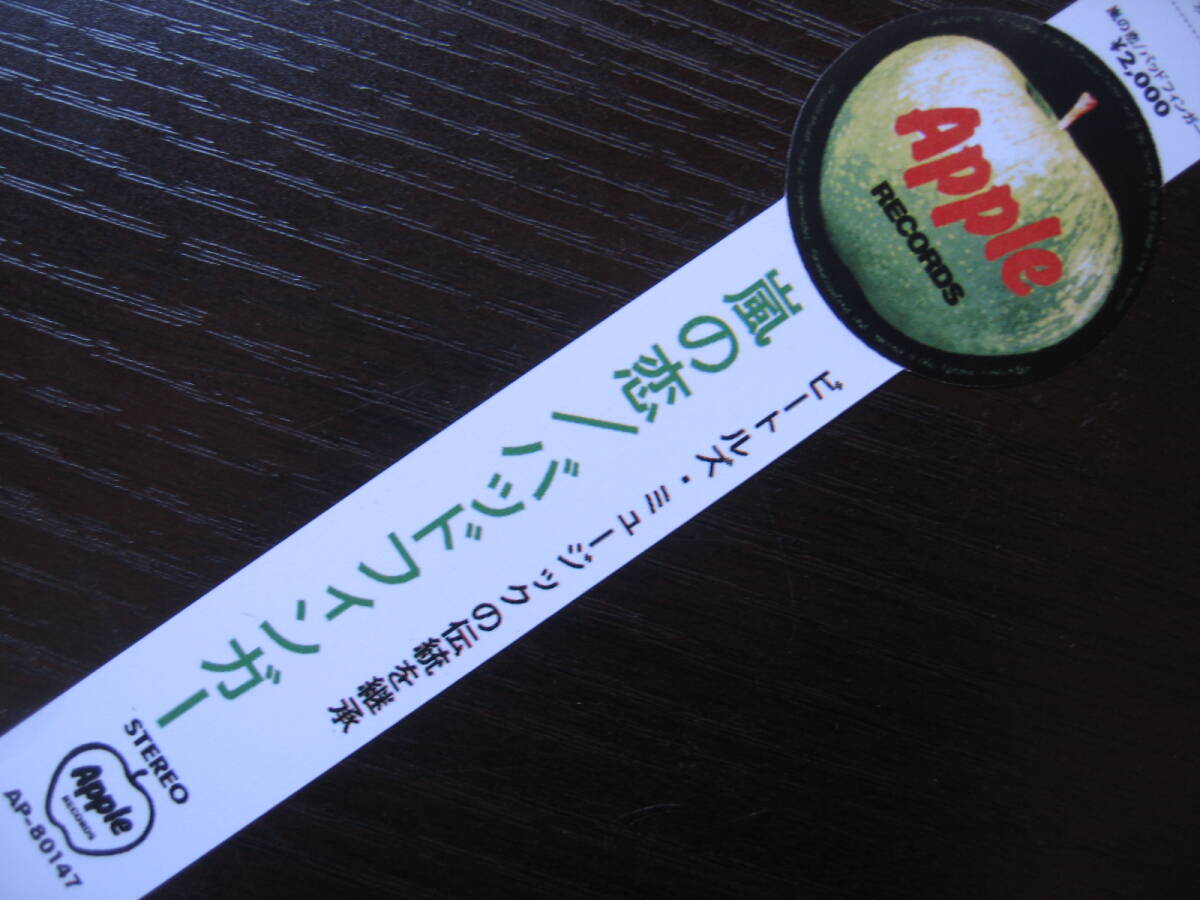 嵐の恋/バッドフィンガー
¥2,000
Apple
RECORDS
嵐の恋/バッドフィンガー
ビートルズ・ミュージックの伝統を継承
STEREO
Apple
RECORDS
AP-80147